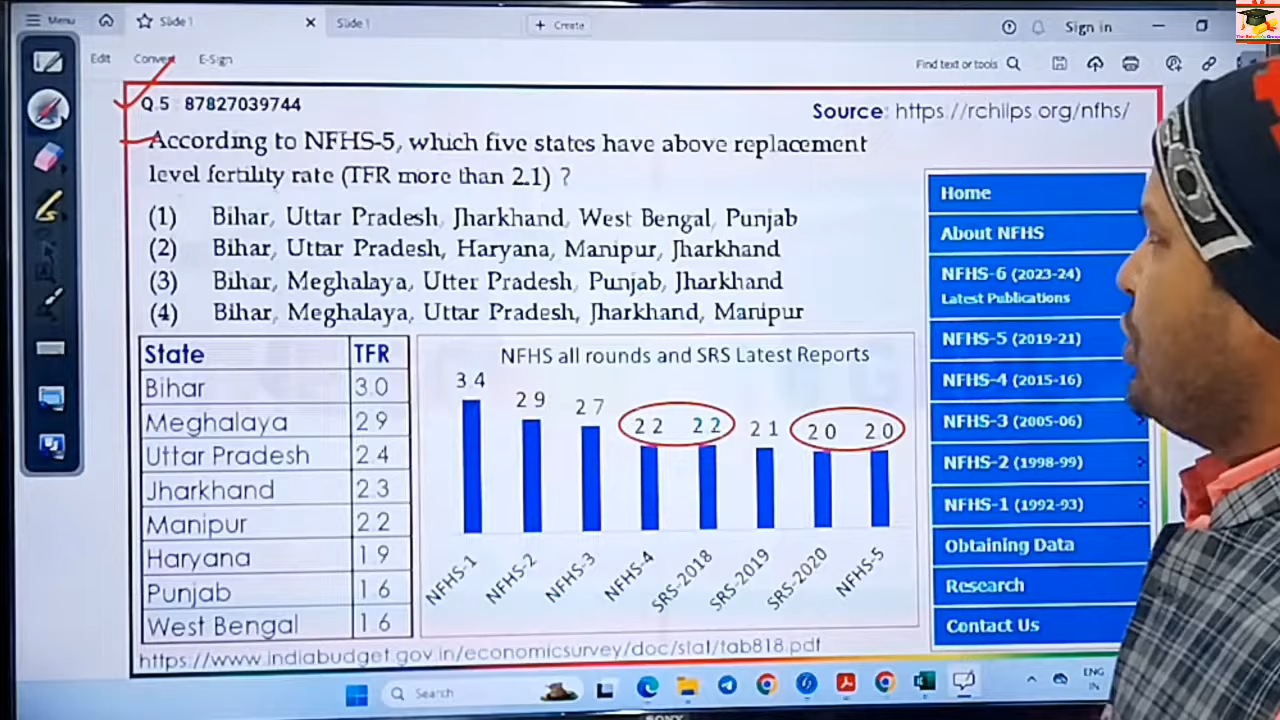 Menu
Slide 1
Slide 1
+ Create
Sign in
Edit
Convert
E-Sign
Find text or tools
Q.5 : 87827039744
Source: https://rchiips.org/nfhs/
According to NFHS-5, which five states have above replacement
level fertility rate (TFR more than 2.1) ?
(1) Bihar, Uttar Pradesh, Jharkhand, West Bengal, Punjab
(2) Bihar, Uttar Pradesh, Haryana, Manipur, Jharkhand
(3) Bihar, Meghalaya, Utter Pradesh, Punjab, Jharkhand
(4) Bihar, Meghalaya, Uttar Pradesh, Jharkhand, Manipur
State TFR
Bihar 3.0
Meghalaya 2.9
Uttar Pradesh 2.4
Jharkhand 2.3
Manipur 2.2
Haryana 1.9
Punjab 1.6
West Bengal 1.6
NFHS all rounds and SRS Latest Reports
3.4 2.9 2.7 2.2 2.2 2.1 2.0 2.0
NFHS-1 NFHS-2 NFHS-3 NFHS-4 SRS-2018 SRS-2019 SRS-2020 NFHS-5
https://www.indiabudget.gov.in/economicsurvey/doc/stat/tab818.pdf
Home
About NFHS
NFHS-6 (2023-24)
Latest Publications
NFHS-5 (2019-21)
NFHS-4 (2015-16)
NFHS-3 (2005-06)
NFHS-2 (1998-99)
NFHS-1 (1992-93)
Obtaining Data
Research
Contact Us
Search
ENG
IN
SONY